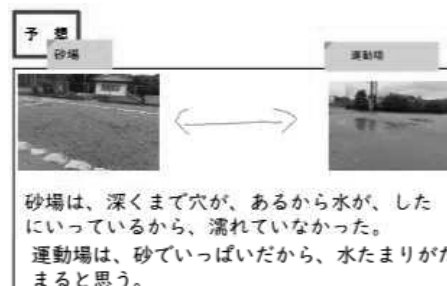 予想
砂場
運動場
砂場は、深くまで穴が、あるから水が、した
にいっているから、濡れていなかった。
運動場は、砂でいっぱいだから、水たまりがた
まると思う。